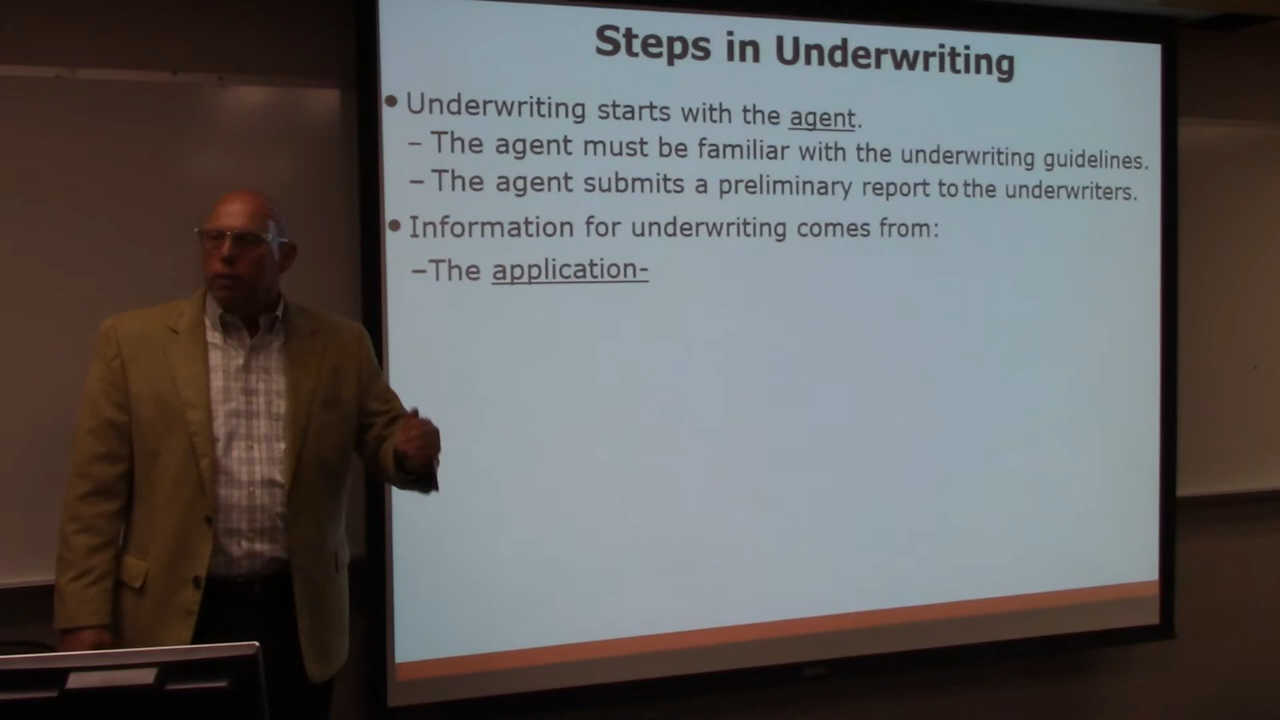 Steps in Underwriting
• Underwriting starts with the agent.
– The agent must be familiar with the underwriting guidelines.
– The agent submits a preliminary report to the underwriters.
• Information for underwriting comes from:
–The application-